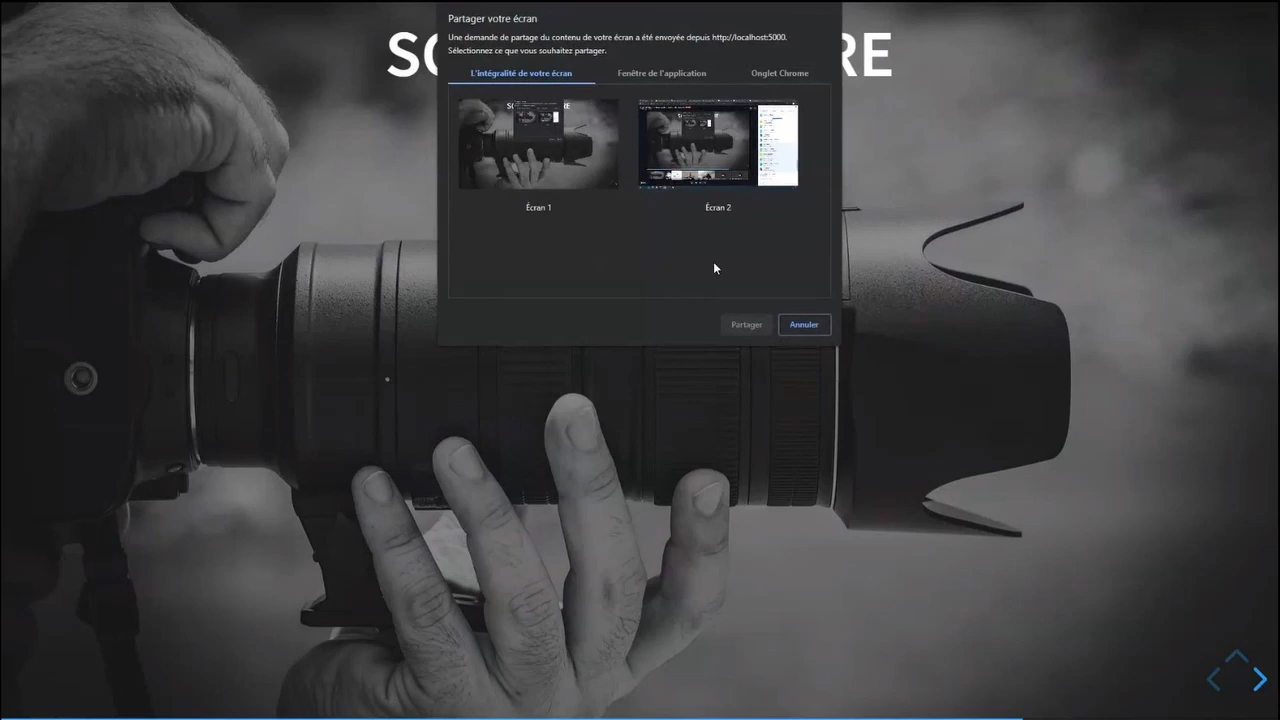 Partager votre écran
Une demande de partage du contenu de votre écran a été envoyée depuis http://localhost:5000.
Sélectionnez ce que vous souhaitez partager.
L'intégralité de votre écran
Fenêtre de l'application
Onglet Chrome
Écran 1
Écran 2
Partager
Annuler